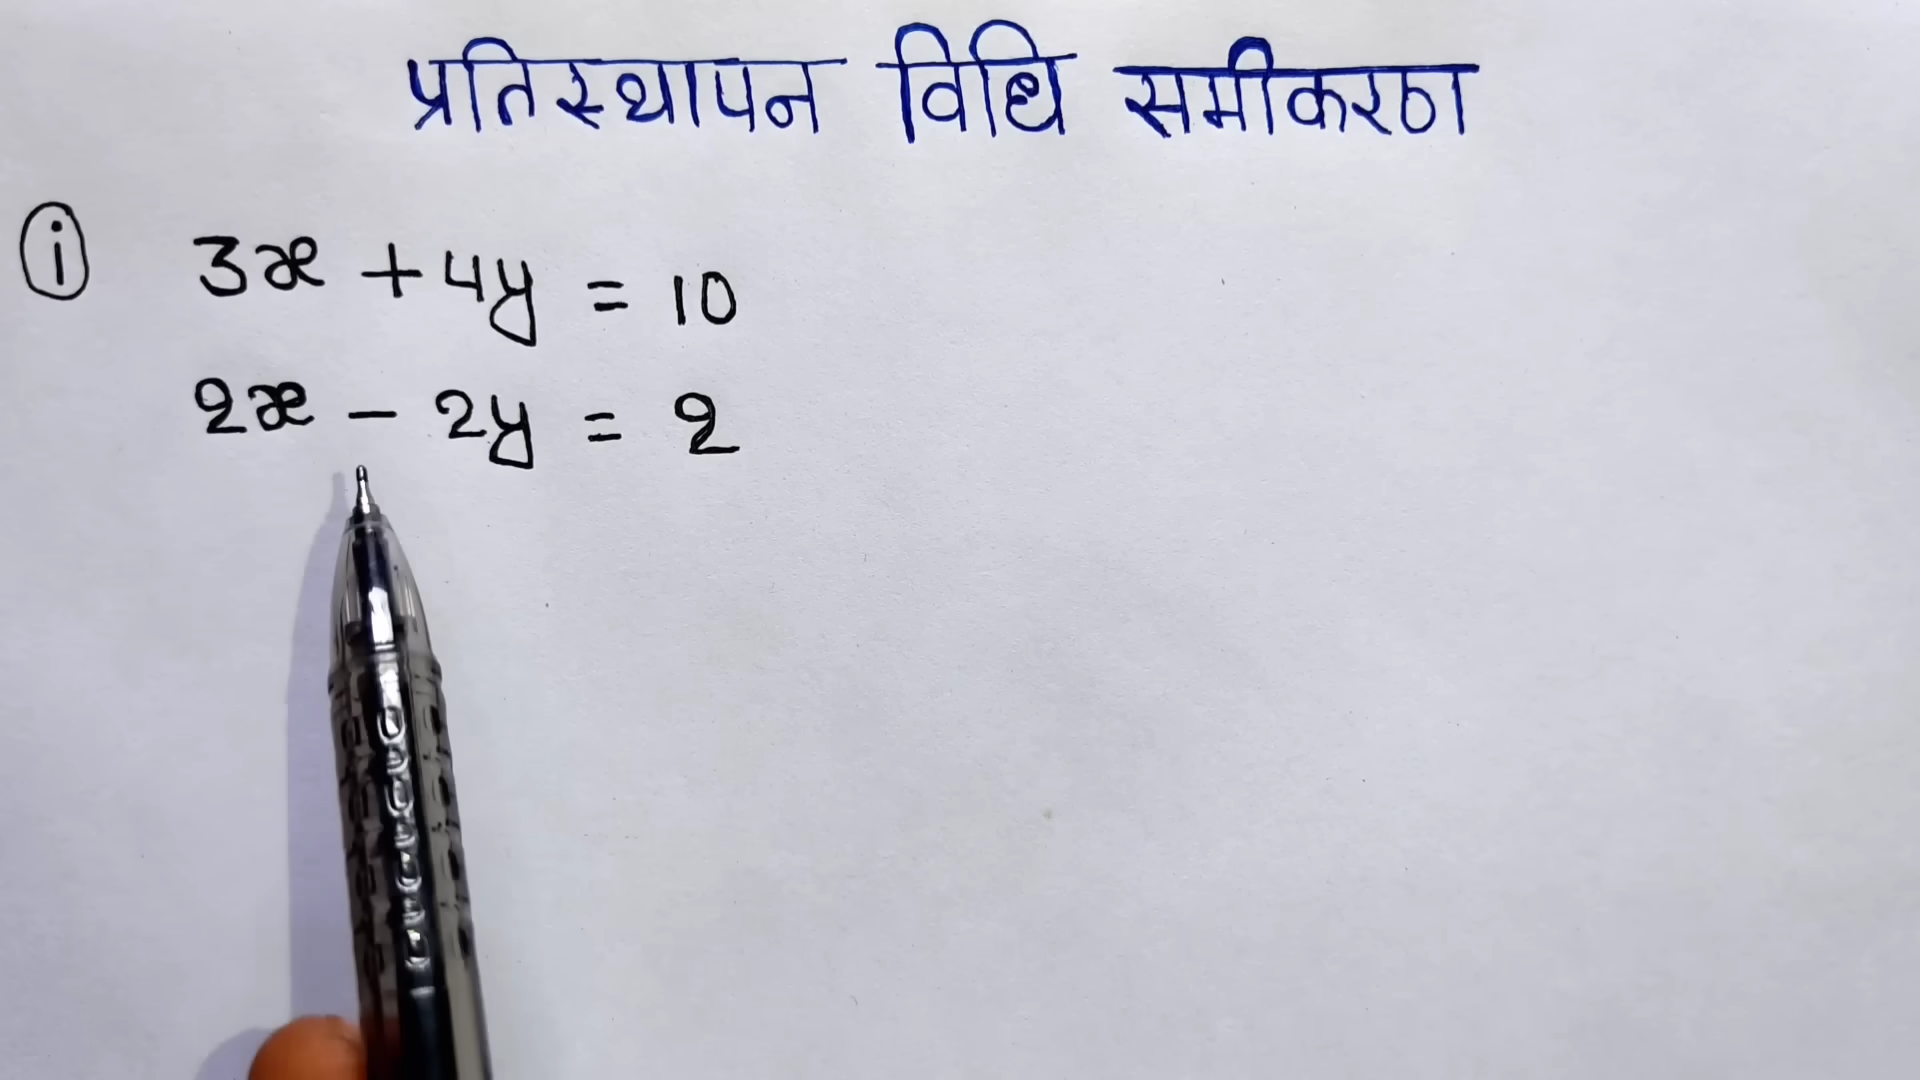 प्रतिस्थापन विधि समीकरण
i 3x + 4y = 10
2x - 2y = 2